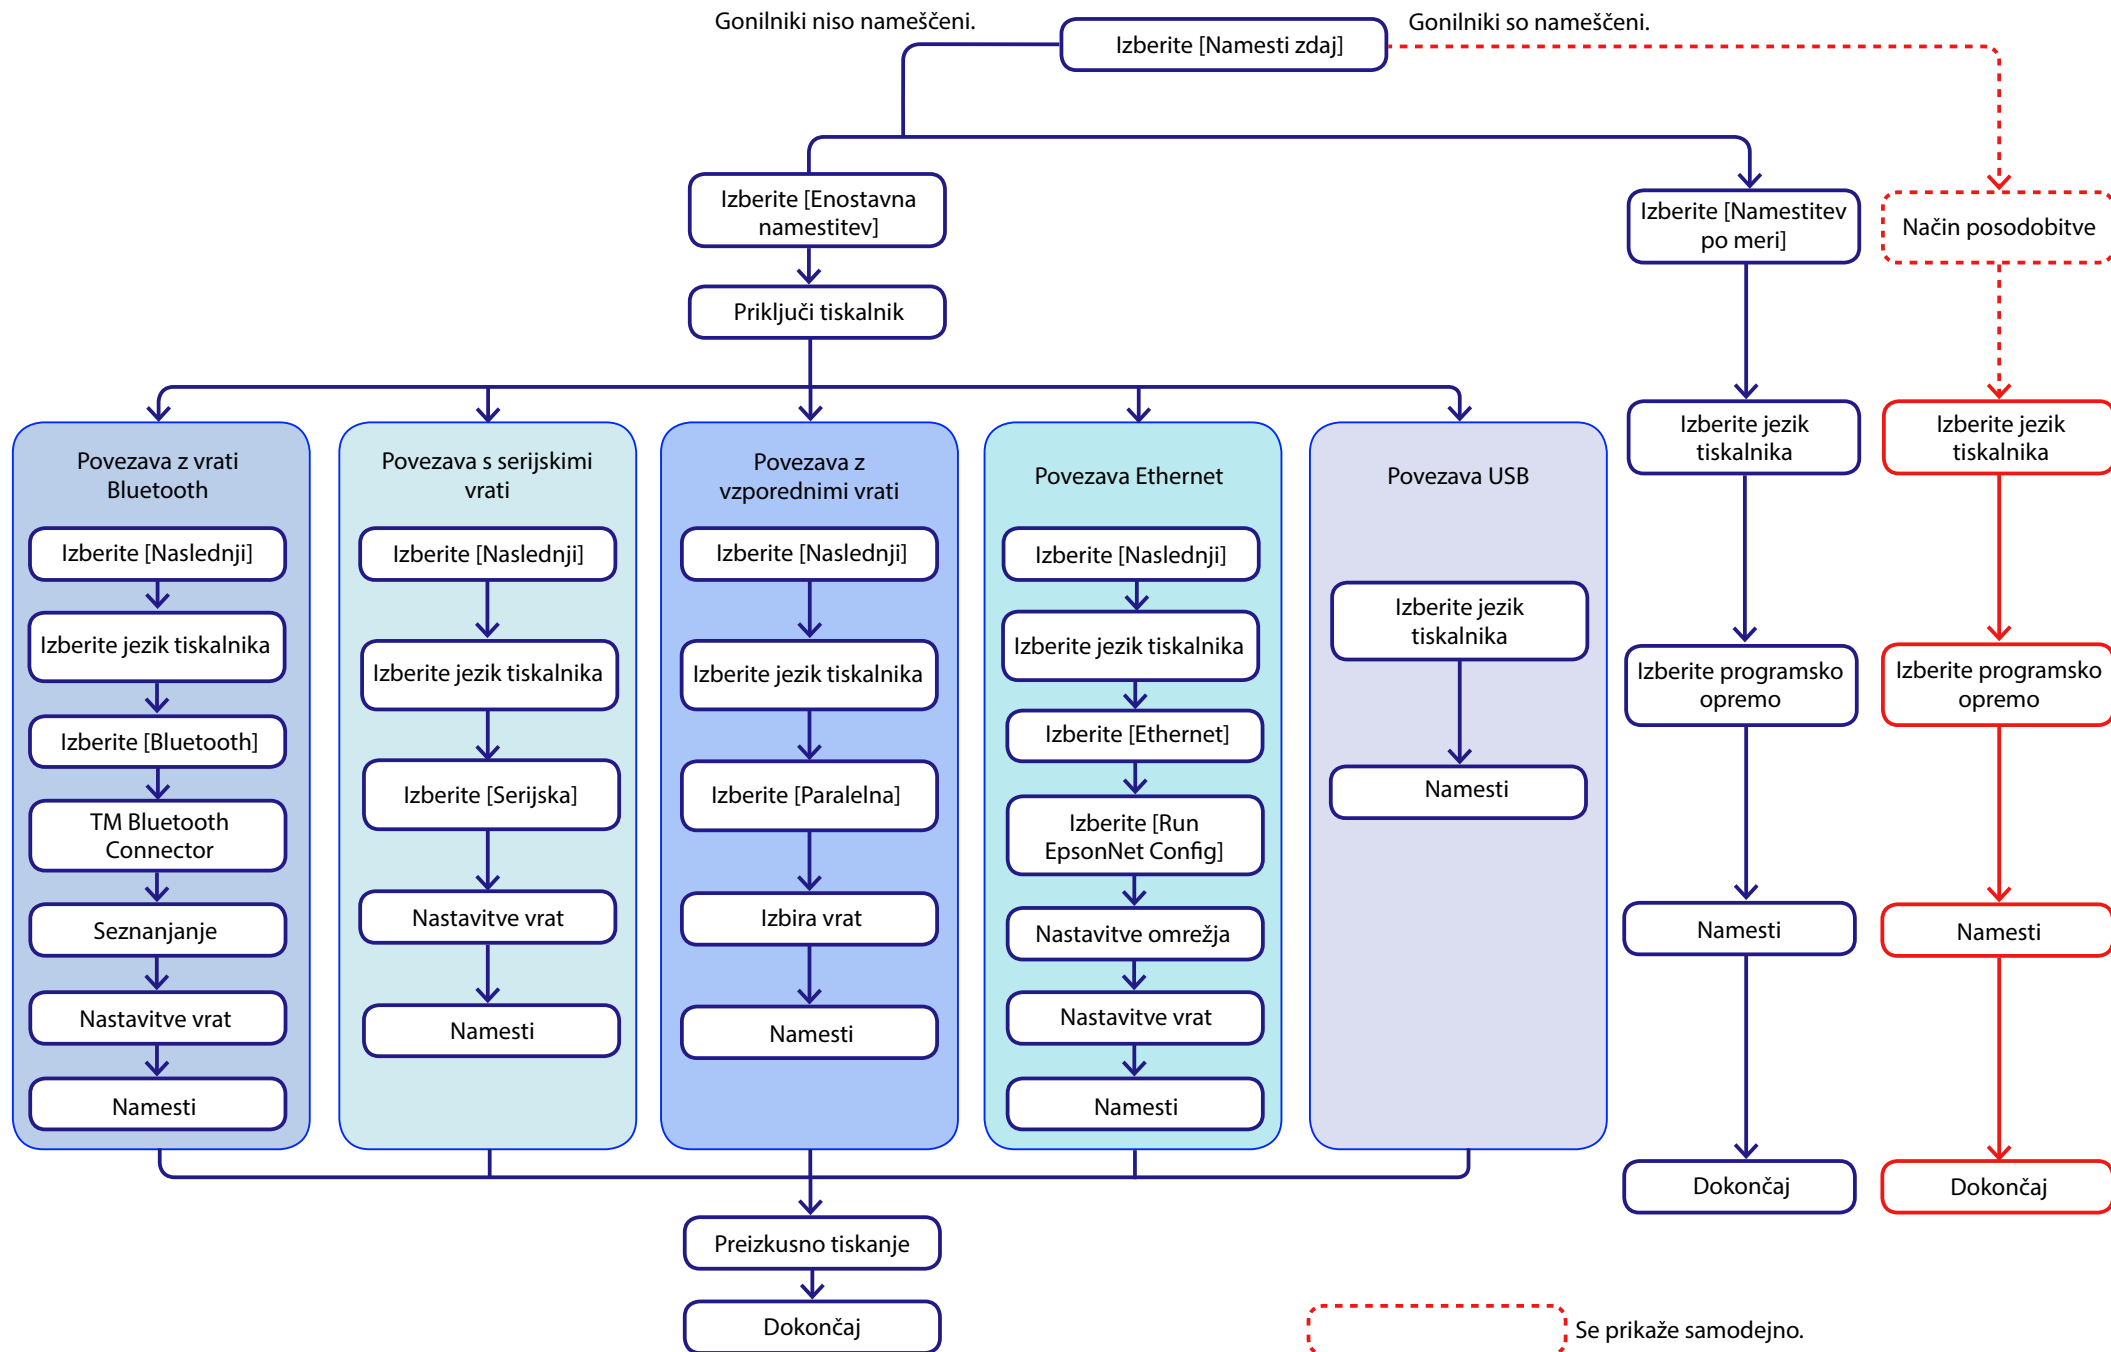 Gonilniki niso nameščeni.
Izberite [Namesti zdaj]
Gonilniki so nameščeni.
Izberite [Enostavna
namestitev]
Izberite [Namestitev
po meri]
Način posodobitve
Priključi tiskalnik
Povezava z vrati
Bluetooth
Izberite [Naslednji]
Izberite jezik tiskalnika
Izberite [Bluetooth]
TM Bluetooth
Connector
Seznanjanje
Nastavitve vrat
Namesti
Povezava s serijskimi
vrati
Izberite [Naslednji]
Izberite jezik tiskalnika
Izberite [Serijska]
Nastavitve vrat
Namesti
Povezava z
vzporednimi vrati
Izberite [Naslednji]
Izberite jezik tiskalnika
Izberite [Paralelna]
Izbira vrat
Namesti
Povezava Ethernet
Izberite [Naslednji]
Izberite jezik tiskalnika
Izberite [Ethernet]
Izberite [Run
EpsonNet Config]
Nastavitve omrežja
Nastavitve vrat
Namesti
Povezava USB
Izberite jezik
tiskalnika
Namesti
Izberite jezik
tiskalnika
Izberite programsko
opremo
Namesti
Dokončaj
Izberite jezik
tiskalnika
Izberite programsko
opremo
Namesti
Dokončaj
Preizkusno tiskanje
Dokončaj
Se prikaže samodejno.